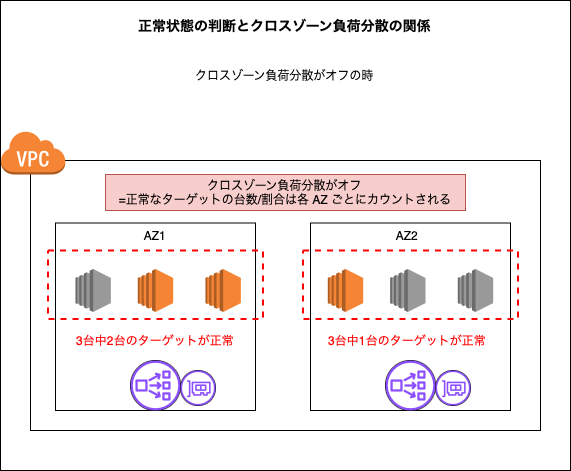 正常状態の判断とクロスゾーン負荷分散の関係
クロスゾーン負荷分散がオフの時
VPC
クロスゾーン負荷分散がオフ
=正常なターゲットの台数/割合は各 AZ ごとにカウントされる
AZ1
AZ2
3台中2台のターゲットが正常
3台中1台のターゲットが正常